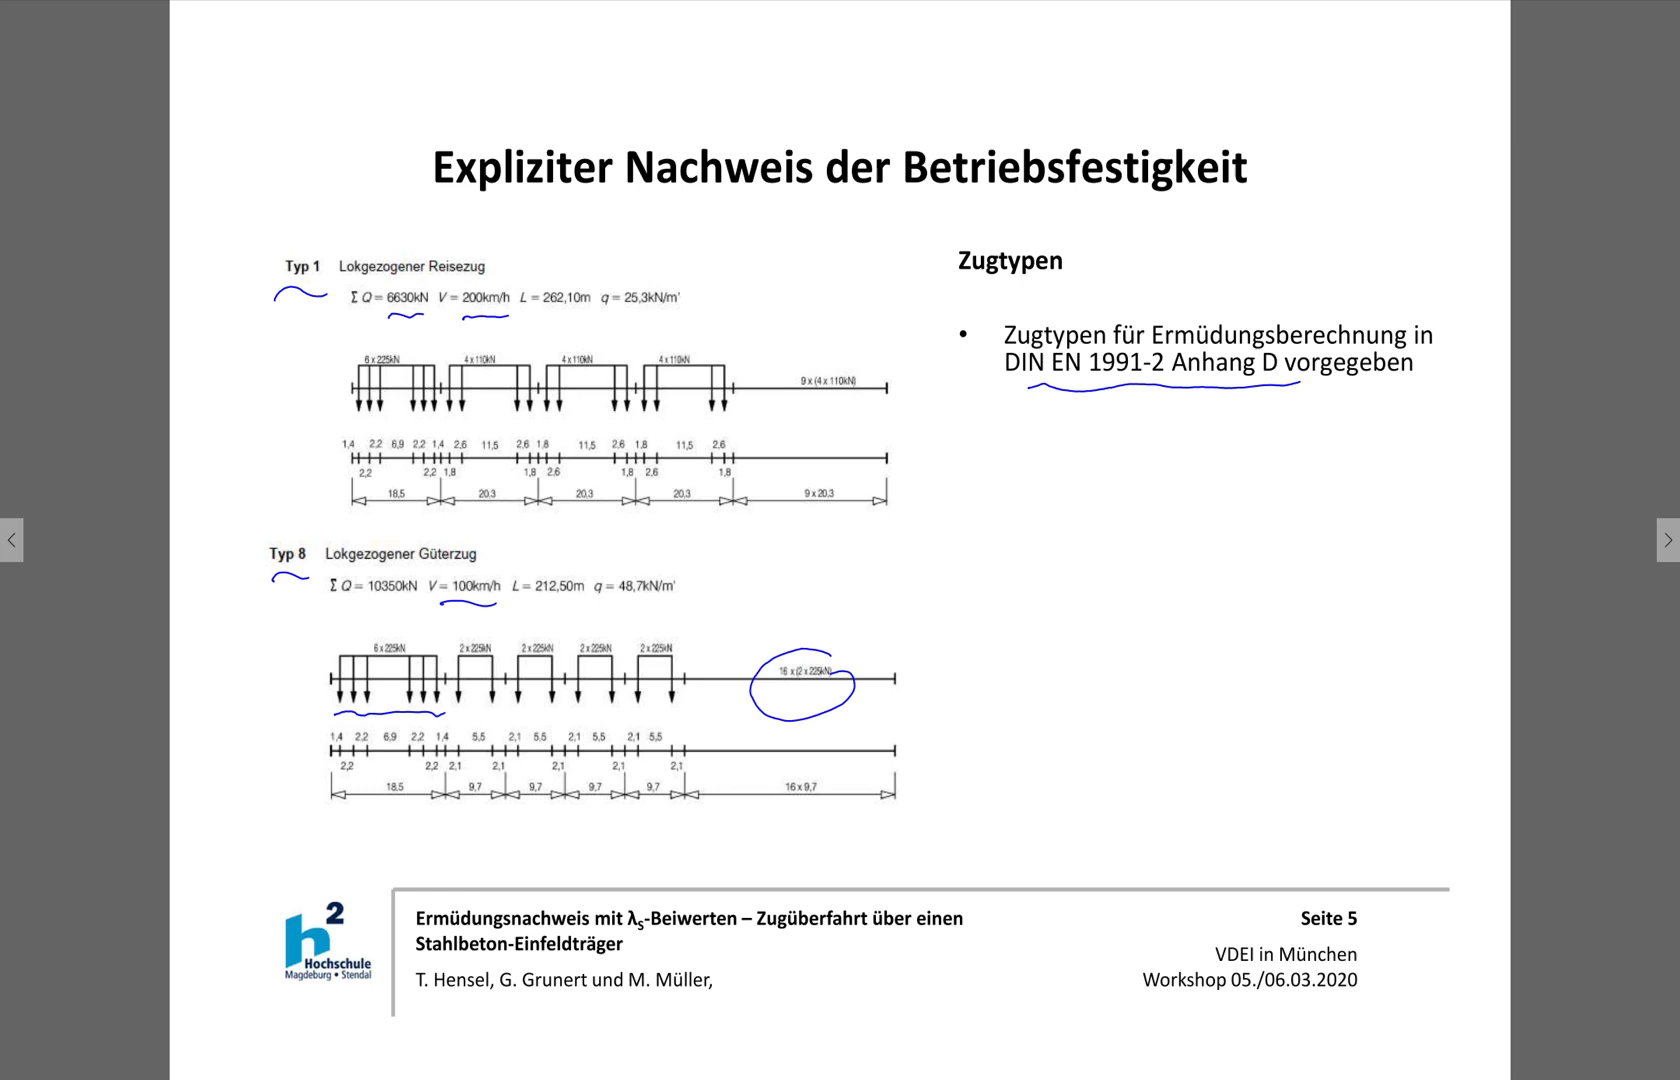 Expliziter Nachweis der Betriebsfestigkeit
Typ 1 Lokgezogener Reisezug
Σ Q = 6630kN V = 200km/h L = 262,10m q = 25,3kN/m'
6 x 225kN 4 x 110kN 4 x 110kN 4 x 110kN 9 x (4 x 110kN)
1,4 2,2 6,9 2,2 1,4 2,6 11,5 2,6 1,8 11,5 2,6 1,8 11,5 2,6
2,2 2,2 1,8 1,8 2,6 1,8 2,6 1,8
18,5 20,3 20,3 20,3 9 x 20,3
Typ 8 Lokgezogener Güterzug
Σ Q = 10350kN V = 100km/h L = 212,50m q = 48,7kN/m'
6 x 225kN 2 x 225kN 2 x 225kN 2 x 225kN 2 x 225kN 16 x (2 x 225kN)
1,4 2,2 6,9 2,2 1,4 5,5 2,1 5,5 2,1 5,5 2,1 5,5
2,2 2,2 2,1 2,1 2,1 2,1 2,1
18,5 9,7 9,7 9,7 9,7 16 x 9,7
Zugtypen
• Zugtypen für Ermüdungsberechnung in
DIN EN 1991-2 Anhang D vorgegeben
h2
Hochschule
Magdeburg • Stendal
Ermüdungsnachweis mit λs-Beiwerten – Zugüberfahrt über einen
Stahlbeton-Einfeldträger
T. Hensel, G. Grunert und M. Müller,
Seite 5
VDEI in München
Workshop 05./06.03.2020